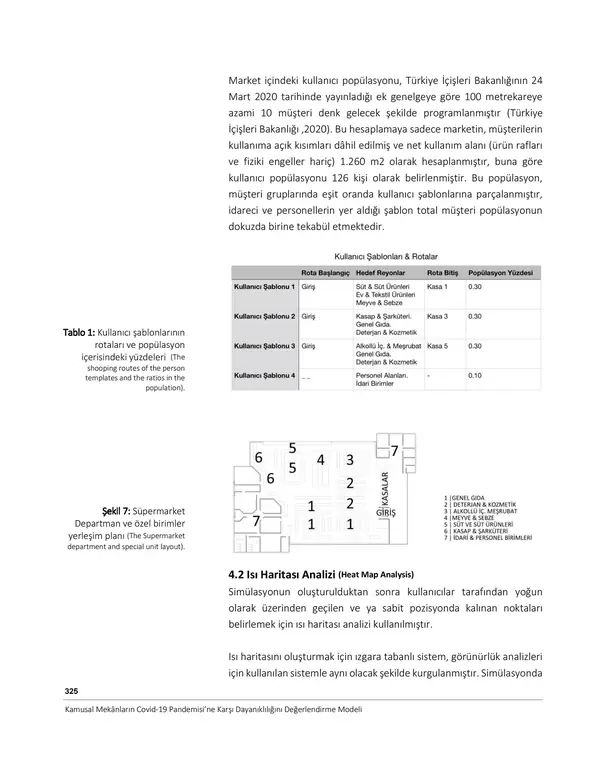 Market içindeki kullanıcı popülasyonu, Türkiye İçişleri Bakanlığının 24
Mart 2020 tarihinde yayınladığı ek genelgeye göre 100 metrekareye
azami 10 müşteri denk gelecek şekilde programlanmıştır (Türkiye
İçişleri Bakanlığı ,2020). Bu hesaplamaya sadece marketin, müşterilerin
kullanıma açık kısımları dâhil edilmiş ve net kullanım alanı (ürün rafları
ve fiziki engeller hariç) 1.260 m2 olarak hesaplanmıştır, buna göre
kullanıcı popülasyonu 126 kişi olarak belirlenmiştir. Bu popülasyon,
müşteri gruplarında eşit oranda kullanıcı şablonlarına parçalanmıştır,
idareci ve personellerin yer aldığı şablon total müşteri popülasyonun
dokuzda birine tekabül etmektedir.
Kullanıcı Şablonları & Rotalar
Rota Başlangıç Hedef Reyonlar Rota Bitiş Popülasyon Yüzdesi
Kullanıcı Şablonu 1 Giriş Süt & Süt Ürünleri Kasa 1 0.30
Ev & Tekstil Ürünleri
Meyve & Sebze
Kullanıcı Şablonu 2 Giriş Kasap & Şarküteri. Kasa 3 0.30
Genel Gıda.
Deterjan & Kozmetik
Kullanıcı Şablonu 3 Giriş Alkollü İç. & Meşrubat Kasa 5 0.30
Genel Gıda.
Deterjan & Kozmetik
Kullanıcı Şablonu 4 _ _ Personel Alanları. - 0.10
İdari Birimler
Tablo 1: Kullanıcı şablonlarının
rotaları ve popülasyon
içerisindeki yüzdeleri (The
shooping routes of the person
templates and the ratios in the
population).
5
6 5 4 3 7
6 2
1 2 KASALAR
GİRİŞ
7 1 1
1 |GENEL GIDA
2 | DETERJAN & KOZMETİK
3 | ALKOLLÜ İÇ. MEŞRUBAT
4 |MEYVE & SEBZE
5 | SÜT VE SÜT ÜRÜNLERİ
6 | KASAP & ŞARKÜTERİ
7 | İDARİ & PERSONEL BİRİMLERİ
Şekil 7: Süpermarket
Departman ve özel birimler
yerleşim planı (The Supermarket
department and special unit layout).
4.2 Isı Haritası Analizi (Heat Map Analysis)
Simülasyonun oluşturulduktan sonra kullanıcılar tarafından yoğun
olarak üzerinden geçilen ve ya sabit pozisyonda kalınan noktaları
belirlemek için ısı haritası analizi kullanılmıştır.
Isı haritasını oluşturmak için ızgara tabanlı sistem, görünürlük analizleri
için kullanılan sistemle aynı olacak şekilde kurgulanmıştır. Simülasyonda
325
Kamusal Mekânların Covid-19 Pandemisi'ne Karşı Dayanıklılığını Değerlendirme Modeli